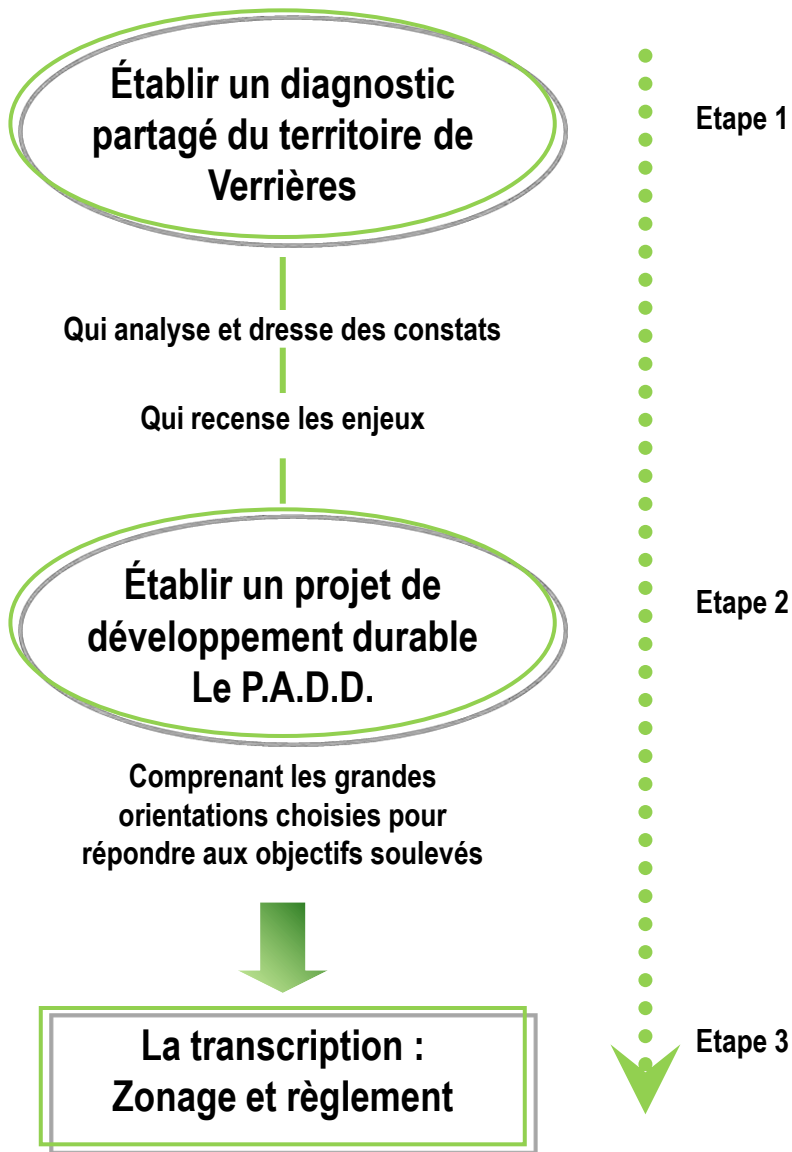 Établir un diagnostic
partagé du territoire de
Verrières
Etape 1
Qui analyse et dresse des constats
Qui recense les enjeux
Établir un projet de
développement durable
Le P.A.D.D.
Etape 2
Comprenant les grandes
orientations choisies pour
répondre aux objectifs soulevés
La transcription :
Zonage et règlement
Etape 3